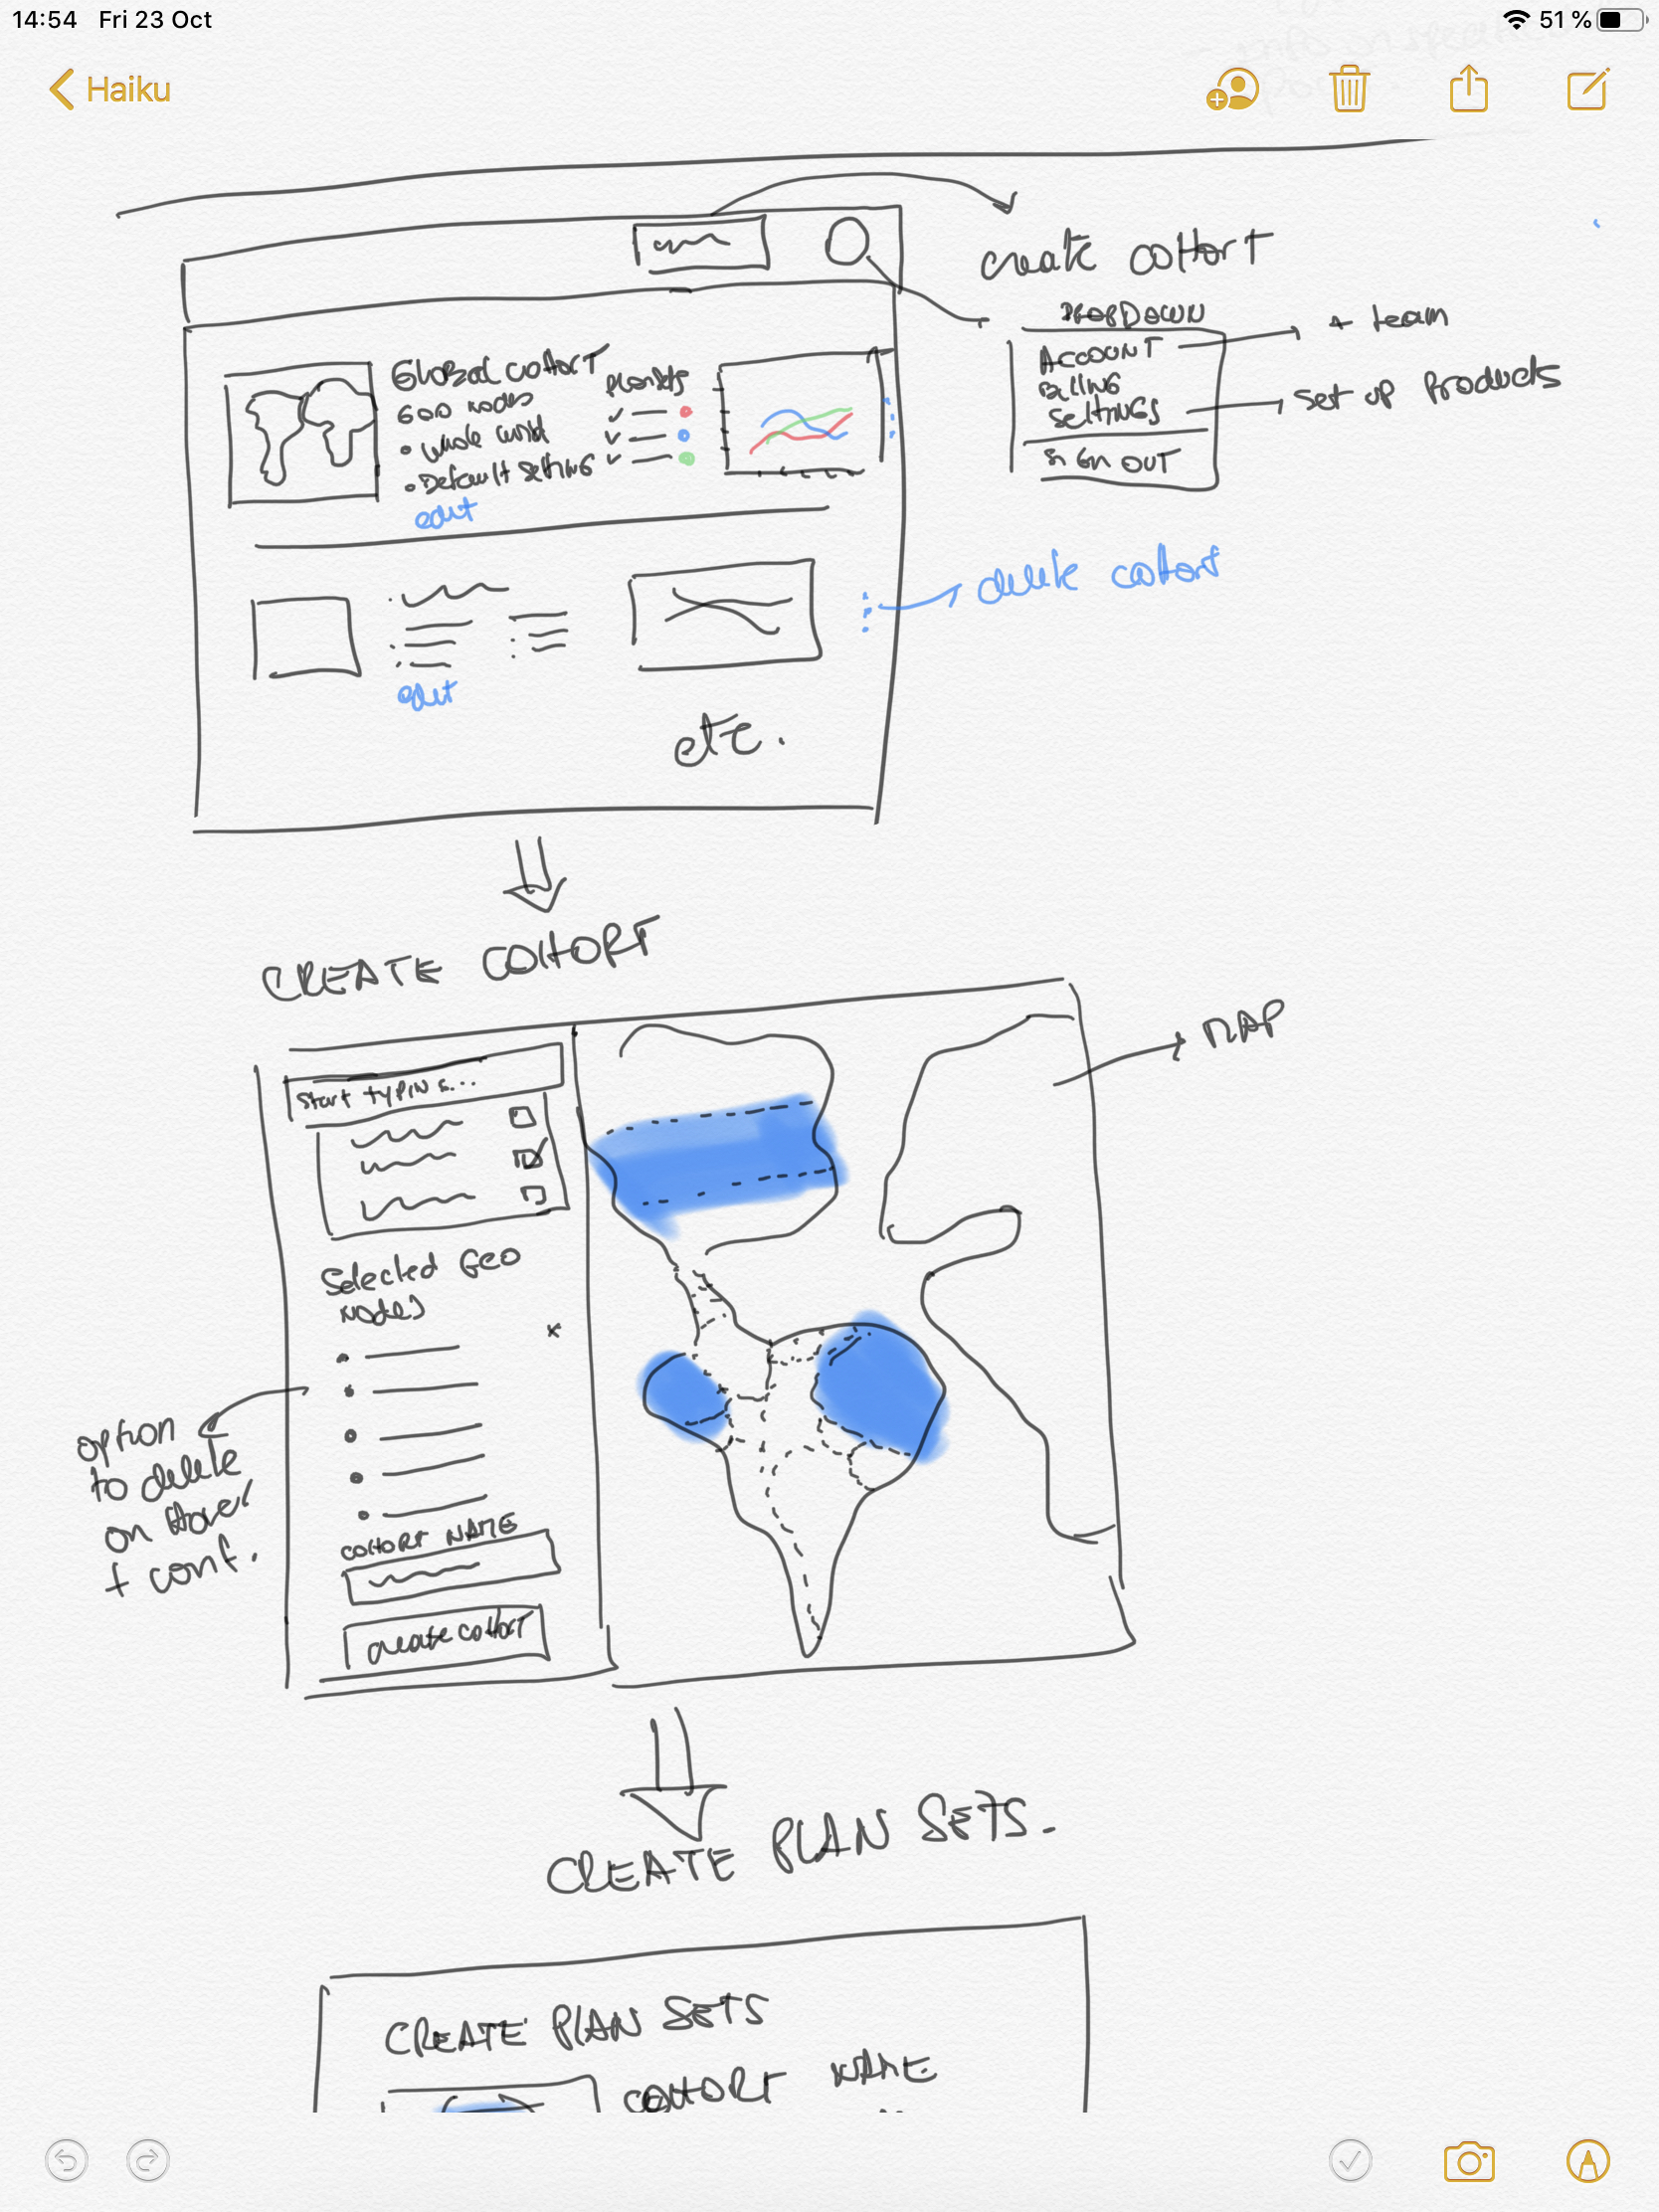 14:54 Fri 23 Oct
51 %
Haiku
create cohort
DROPDOWN
ACCOUNT
+ team
Billing
Settings
Set up Products
SIGN OUT
Global cohort
600 nodes
• whole world
• Default setting
plansets
edit
delete cohort
edit
etc.
CREATE COHORT
MAP
Start typing...
Selected Geo
Nodes
x
option
to delete
on hover
+ conf.
COHORT NAME
create cohort
CREATE PLAN SETS.
CREATE PLAN SETS
COHORT NAME